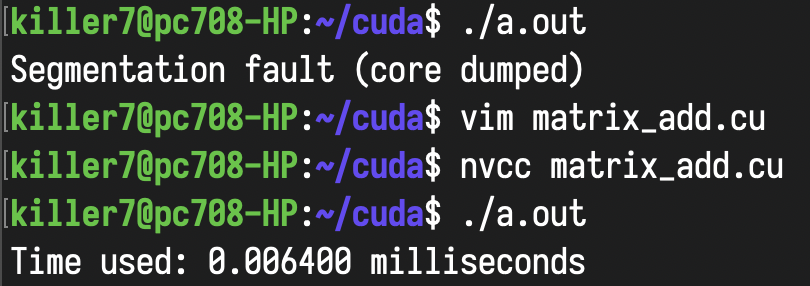 [killer7@pc708-HP:~/cuda$ ./a.out
Segmentation fault (core dumped)
[killer7@pc708-HP:~/cuda$ vim matrix_add.cu
[killer7@pc708-HP:~/cuda$ nvcc matrix_add.cu
[killer7@pc708-HP:~/cuda$ ./a.out
Time used: 0.006400 milliseconds